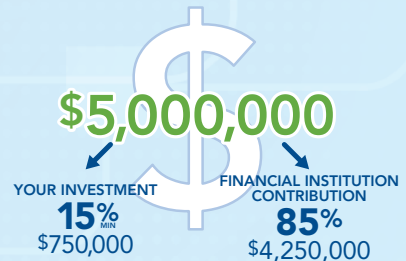 $
$5,000,000
YOUR INVESTMENT
15% MIN
$750,000
FINANCIAL INSTITUTION
CONTRIBUTION
85%
$4,250,000